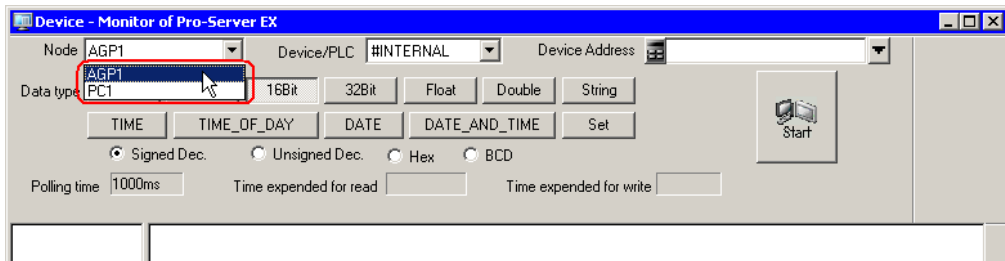 Device - Monitor of Pro-Server EX
Node AGP1 Device/PLC #INTERNAL Device Address
AGP1
Data type PC1 16Bit 32Bit Float Double String
TIME TIME_OF_DAY DATE DATE_AND_TIME Set
Start
Signed Dec. Unsigned Dec. Hex BCD
Polling time 1000ms Time expended for read Time expended for write